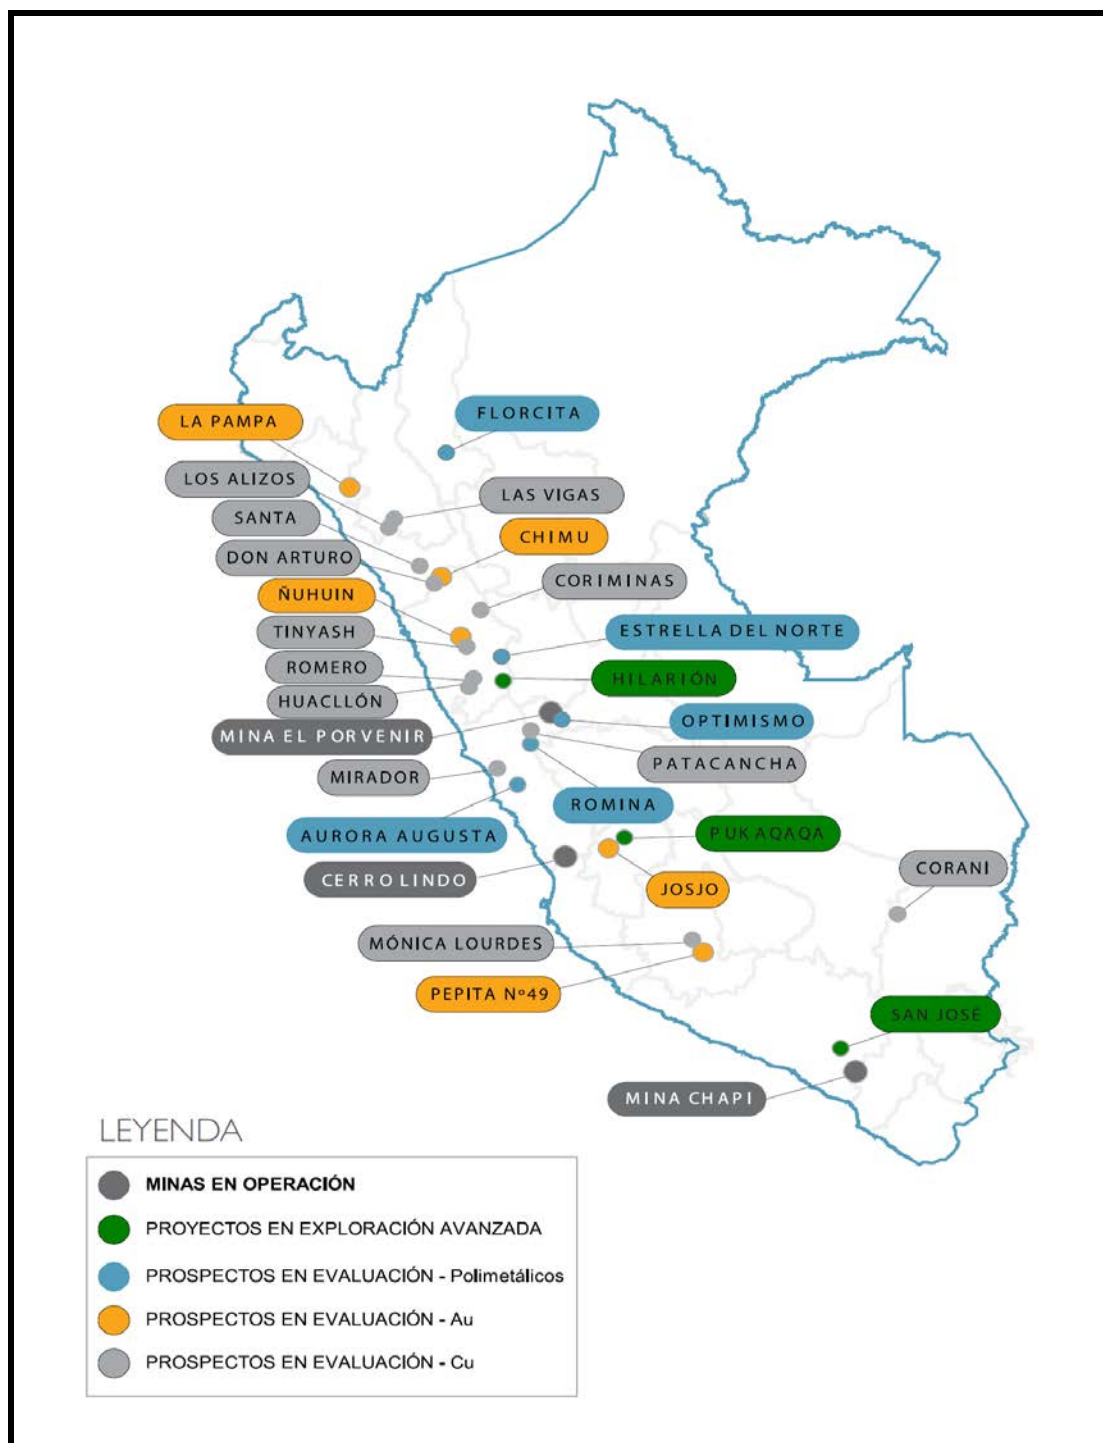 FLORCITA
LA PAMPA
LOS ALIZOS
LAS VIGAS
SANTA
CHIMU
DON ARTURO
CORIMINAS
ÑUHUIN
TINYASH
ESTRELLA DEL NORTE
ROMERO
HILARIÓN
HUACLLÓN
OPTIMISMO
MINA EL PORVENIR
PATACANCHA
MIRADOR
ROMINA
AURORA AUGUSTA
PUKAQAQA
CERRO LINDO
CORANI
JOSJO
MÓNICA LOURDES
PEPITA Nº49
SAN JOSÉ
MINA CHAPI
LEYENDA
MINAS EN OPERACIÓN
PROYECTOS EN EXPLORACIÓN AVANZADA
PROSPECTOS EN EVALUACIÓN - Polimetálicos
PROSPECTOS EN EVALUACIÓN - Au
PROSPECTOS EN EVALUACIÓN - Cu